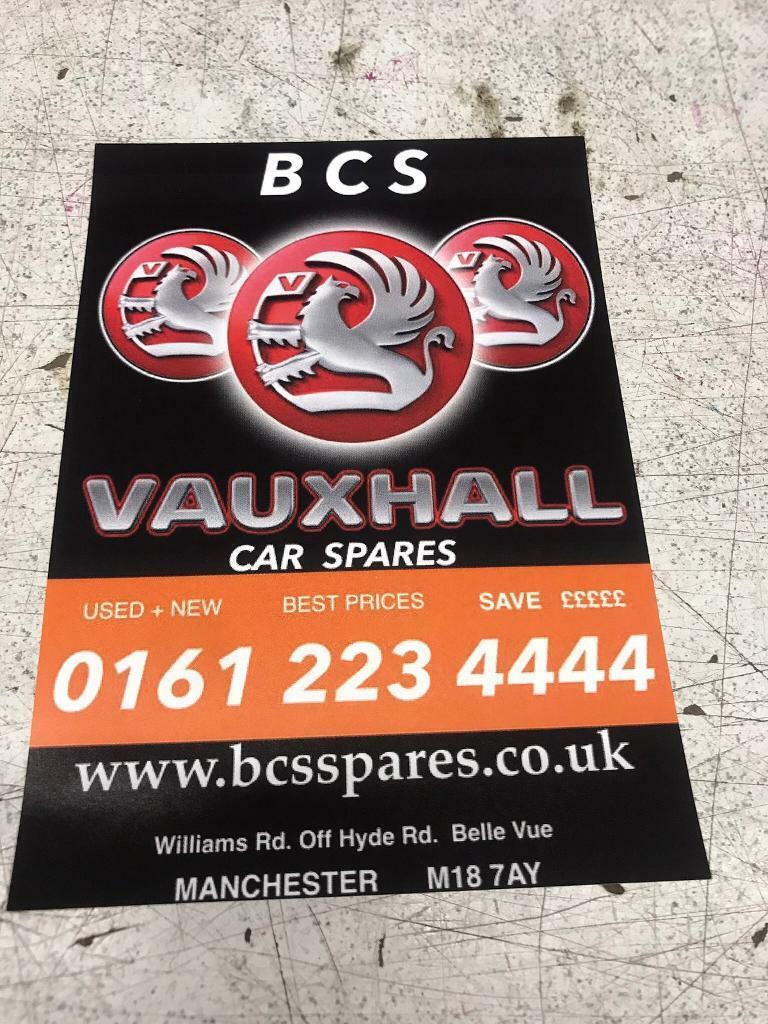 BCS
V V V
VAUXHALL
CAR SPARES
USED + NEW BEST PRICES SAVE £££££
0161 223 4444
www.bcsspares.co.uk
Williams Rd. Off Hyde Rd. Belle Vue
MANCHESTER M18 7AY